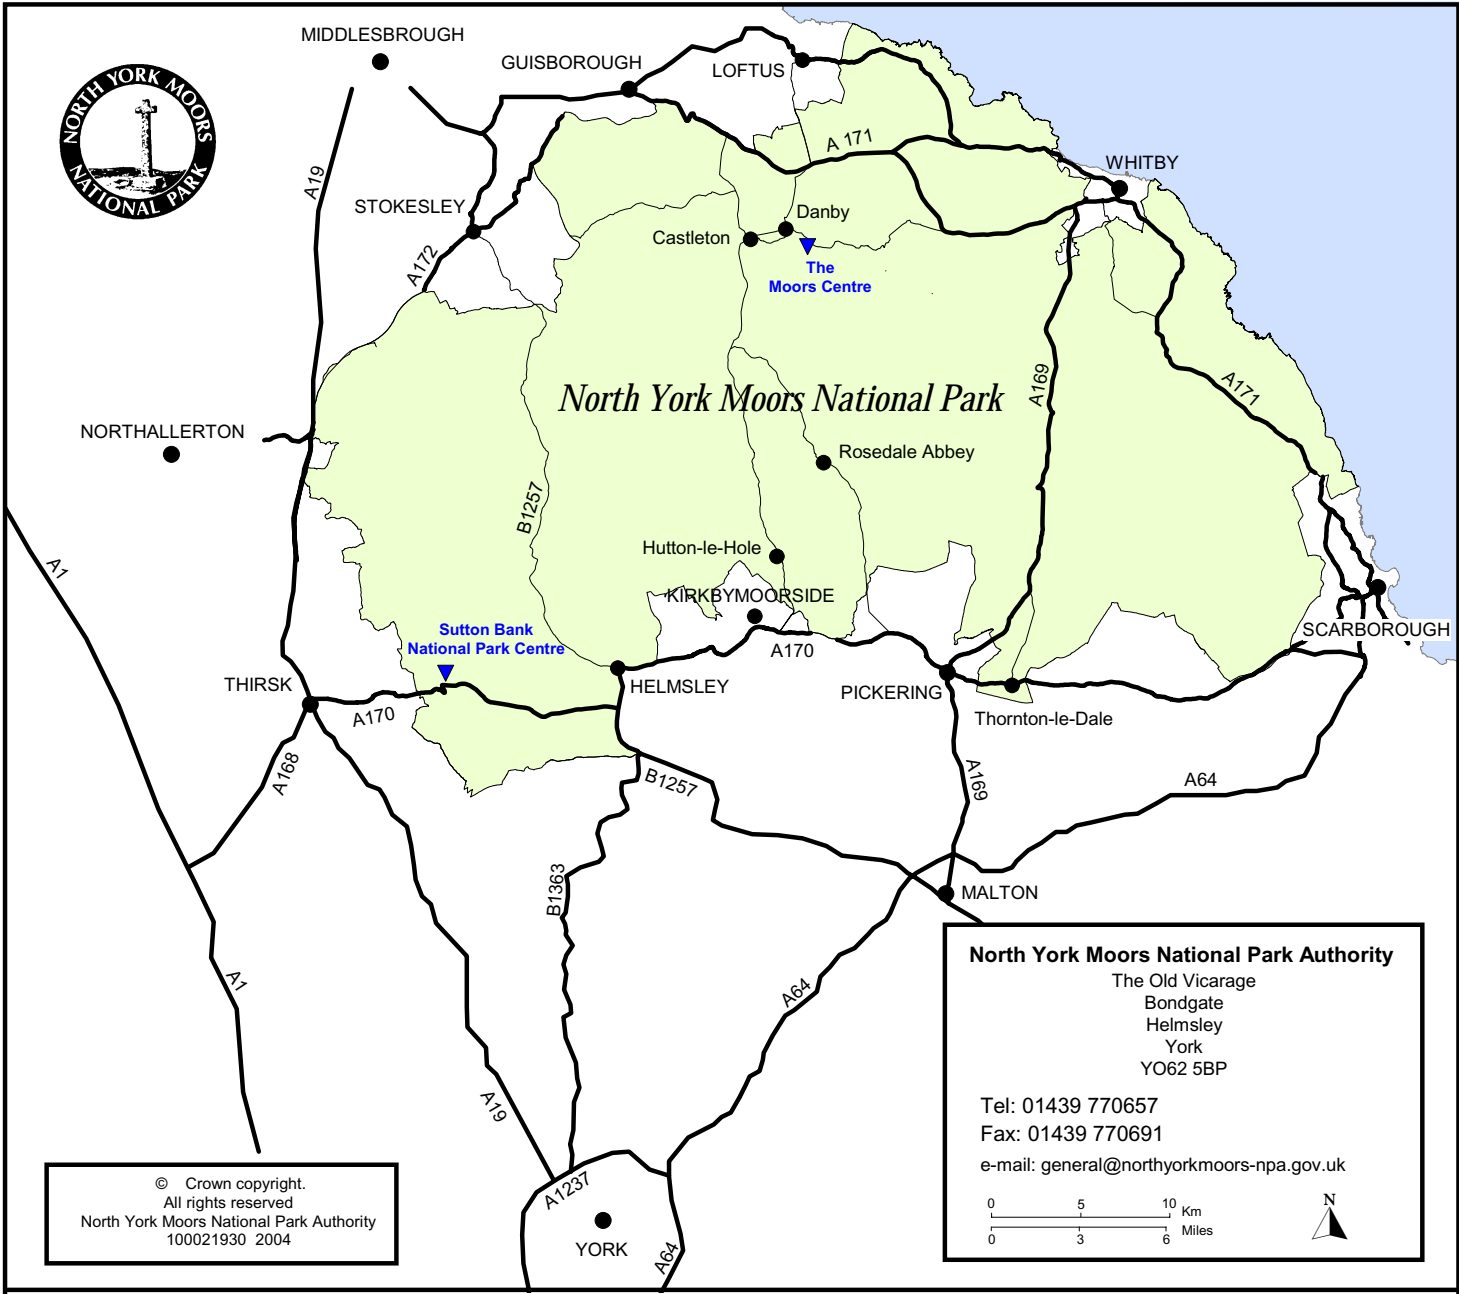 MIDDLESBROUGH
GUISBOROUGH
LOFTUS
NORTH YORK MOORS
NATIONAL PARK
A 171
WHITBY
A19
STOKESLEY
Danby
Castleton
A172
The
Moors Centre
North York Moors National Park
A169
A171
NORTHALLERTON
Rosedale Abbey
B1257
Hutton-le-Hole
A1
KIRKBYMOORSIDE
Sutton Bank
National Park Centre
SCARBOROUGH
A170
THIRSK
HELMSLEY
PICKERING
A170
Thornton-le-Dale
A168
B1257
A169
A64
B1363
MALTON
A1
A64
A19
A1237
YORK
A64
North York Moors National Park Authority
The Old Vicarage
Bondgate
Helmsley
York
YO62 5BP
Tel: 01439 770657
Fax: 01439 770691
e-mail: general@northyorkmoors-npa.gov.uk
0 5 10 Km
0 3 6 Miles
N
© Crown copyright.
All rights reserved
North York Moors National Park Authority
100021930 2004